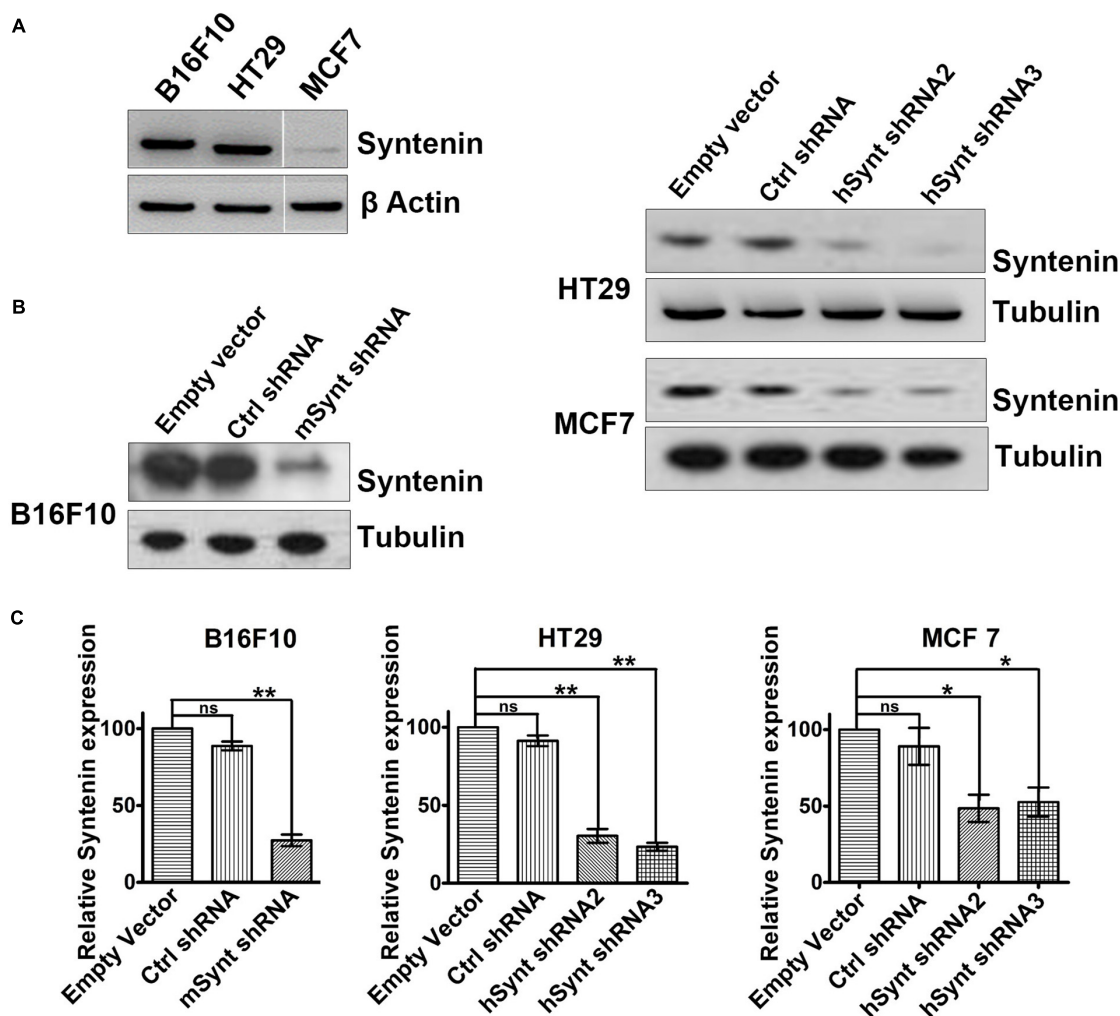 A
B16F10
HT29
MCF7
Syntenin
β Actin
B
Empty vector
Ctrl shRNA
mSynt shRNA
B16F10
Syntenin
Tubulin
Empty vector
Ctrl shRNA
hSynt shRNA2
hSynt shRNA3
HT29
Syntenin
Tubulin
MCF7
Syntenin
Tubulin
C
B16F10
Relative Syntenin expression
100
50
0
ns
**
Empty Vector
Ctrl shRNA
mSynt shRNA
HT29
Relative Syntenin expression
100
50
0
ns
**
**
Empty Vector
Ctrl shRNA
hSynt shRNA2
hSynt shRNA3
MCF 7
Relative Syntenin expression
100
50
0
ns
*
*
Empty Vector
Ctrl shRNA
hSynt shRNA2
hSynt shRNA3